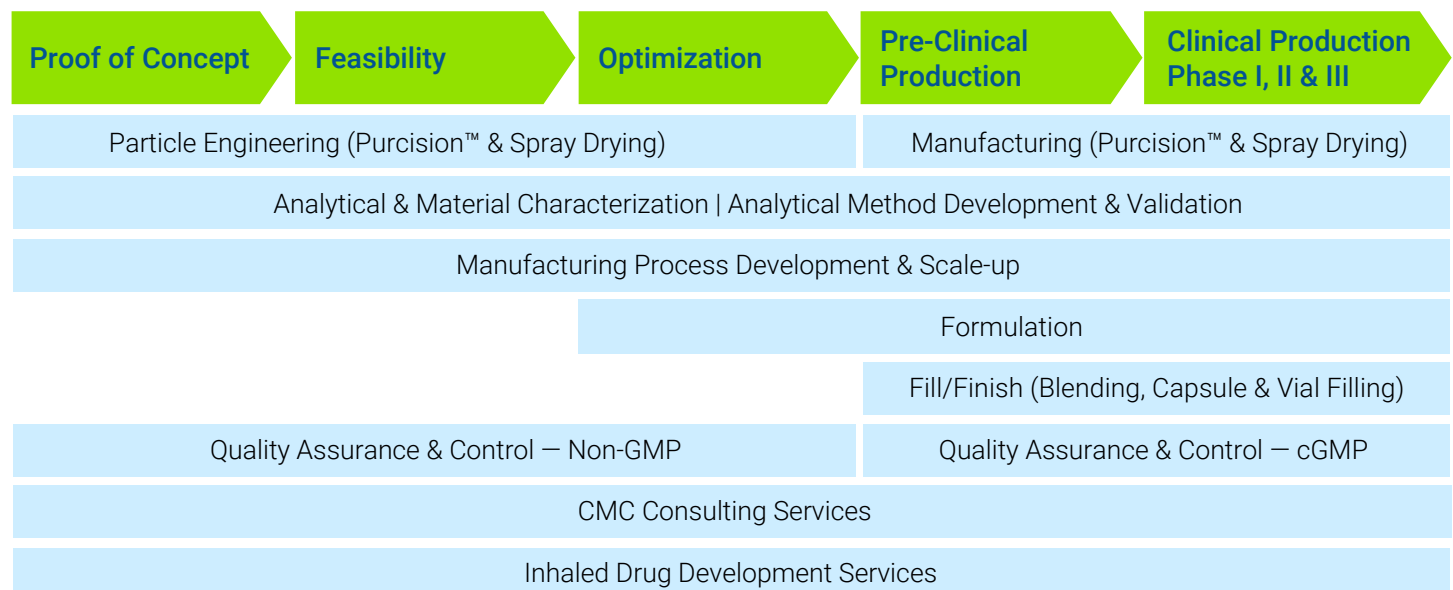 Proof of Concept
Feasibility
Optimization
Pre-Clinical
Production
Clinical Production
Phase I, II & III
Particle Engineering (Purcision™ & Spray Drying)
Manufacturing (Purcision™ & Spray Drying)
Analytical & Material Characterization | Analytical Method Development & Validation
Manufacturing Process Development & Scale-up
Formulation
Fill/Finish (Blending, Capsule & Vial Filling)
Quality Assurance & Control — Non-GMP
Quality Assurance & Control — cGMP
CMC Consulting Services
Inhaled Drug Development Services